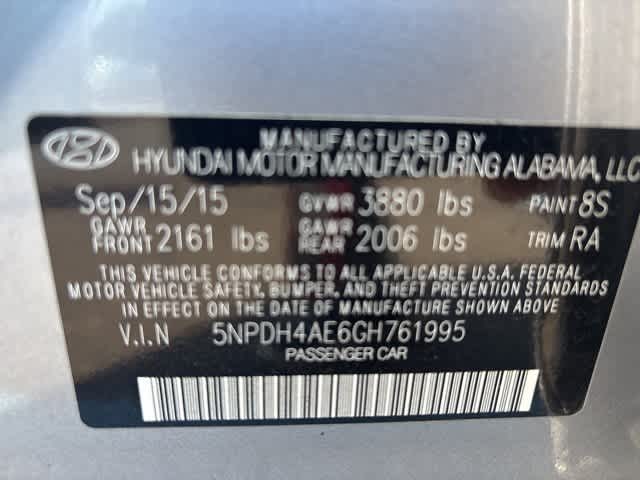 MANUFACTURED BY
HYUNDAI MOTOR MANUFACTURING ALABAMA, LLC
Sep/15/15 GVWR 3880 lbs PAINT 8S
GAWR FRONT 2161 lbs GAWR REAR 2006 lbs TRIM RA
THIS VEHICLE CONFORMS TO ALL APPLICABLE U.S.A. FEDERAL
MOTOR VEHICLE SAFETY, BUMPER, AND THEFT PREVENTION STANDARDS
IN EFFECT ON THE DATE OF MANUFACTURE SHOWN ABOVE.
V.I.N 5NPDH4AE6GH761995
PASSENGER CAR